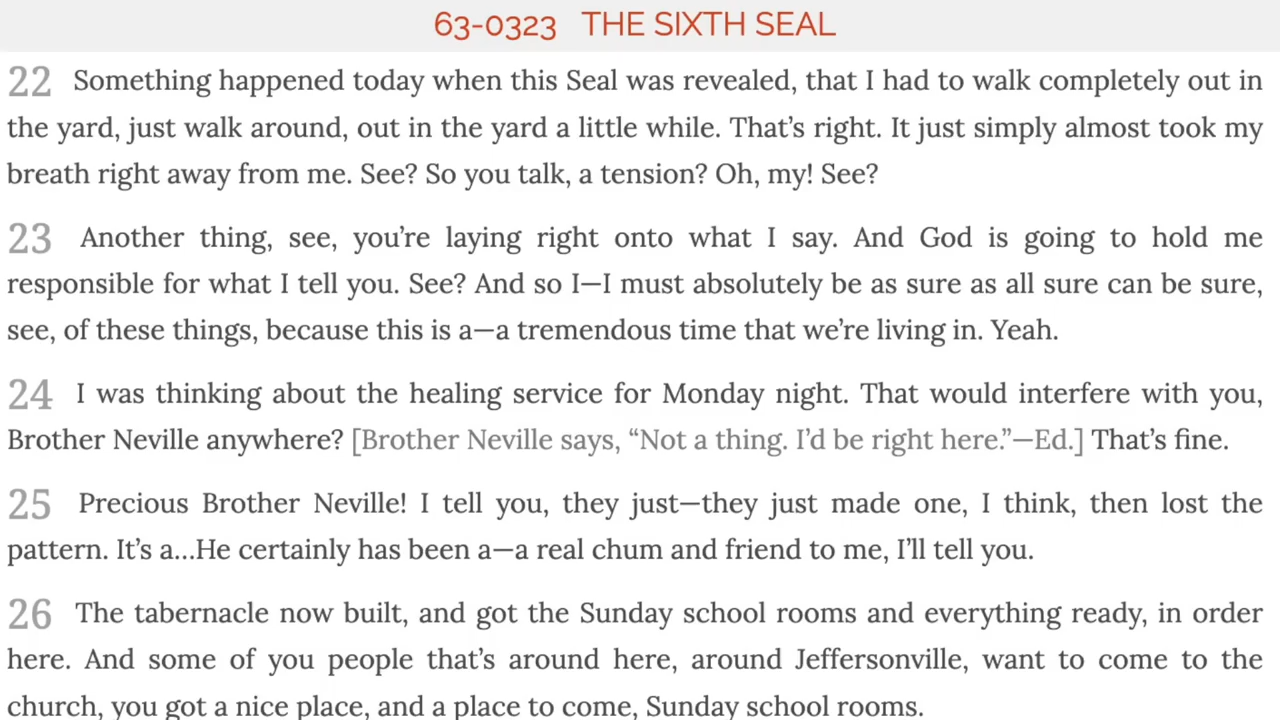 63-0323 THE SIXTH SEAL
22 Something happened today when this Seal was revealed, that I had to walk completely out in
the yard, just walk around, out in the yard a little while. That’s right. It just simply almost took my
breath right away from me. See? So you talk, a tension? Oh, my! See?
23 Another thing, see, you’re laying right onto what I say. And God is going to hold me
responsible for what I tell you. See? And so I—I must absolutely be as sure as all sure can be sure,
see, of these things, because this is a—a tremendous time that we’re living in. Yeah.
24 I was thinking about the healing service for Monday night. That would interfere with you,
Brother Neville anywhere? [Brother Neville says, “Not a thing. I’d be right here.”—Ed.] That’s fine.
25 Precious Brother Neville! I tell you, they just—they just made one, I think, then lost the
pattern. It’s a...He certainly has been a—a real chum and friend to me, I’ll tell you.
26 The tabernacle now built, and got the Sunday school rooms and everything ready, in order
here. And some of you people that’s around here, around Jeffersonville, want to come to the
church, you got a nice place, and a place to come, Sunday school rooms.